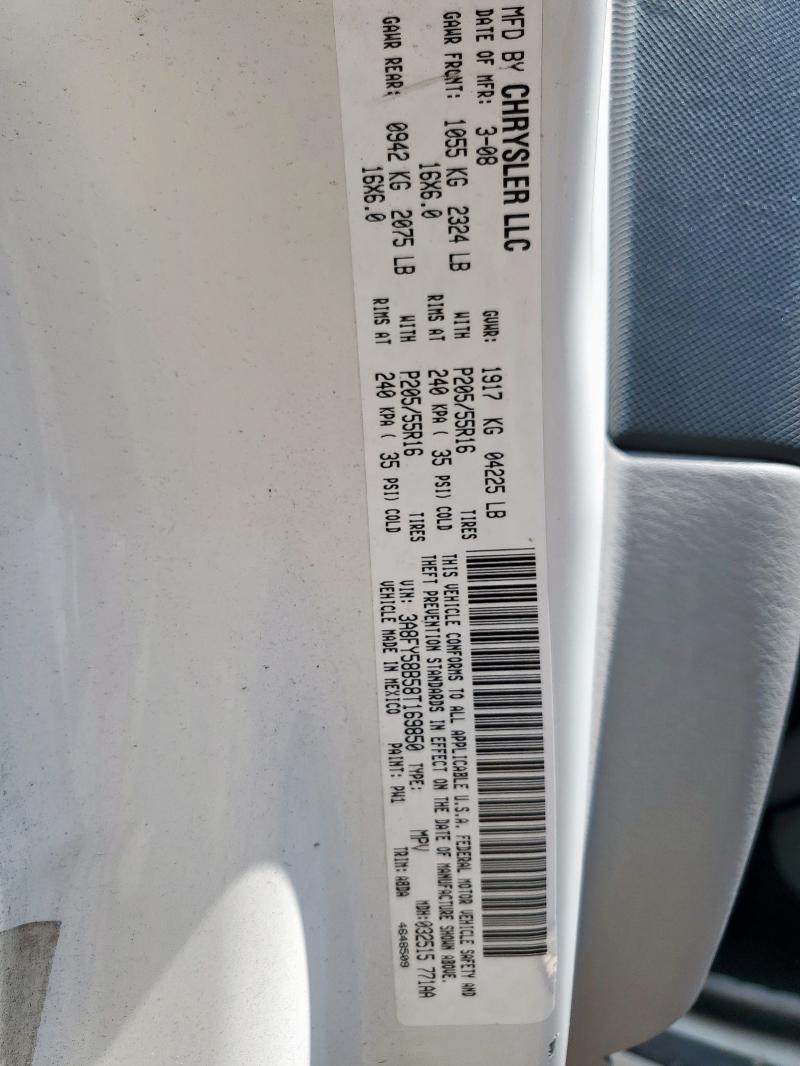 MFD BY CHRYSLER LLC
DATE OF MFR: 3-08 GVWR: 1917 KG 04225 LB
GAWR FRONT: 1055 KG 2324 LB WITH P205/55R16 TIRES
16X6.0 RIMS AT 240 KPA ( 35 PSI) COLD
GAWR REAR: 0942 KG 2075 LB WITH P205/55R16 TIRES
16X6.0 RIMS AT 240 KPA ( 35 PSI) COLD
THIS VEHICLE CONFORMS TO ALL APPLICABLE U.S.A. FEDERAL MOTOR VEHICLE SAFETY AND
THEFT PREVENTION STANDARDS IN EFFECT ON THE DATE OF MANUFACTURE SHOWN ABOVE.
VIN: 3A8FY58B58T169850 TYPE: MPV MDH:032515 771AA
VEHICLE MADE IN MEXICO PAINT: PW1 TRIM: A8DA 4648509